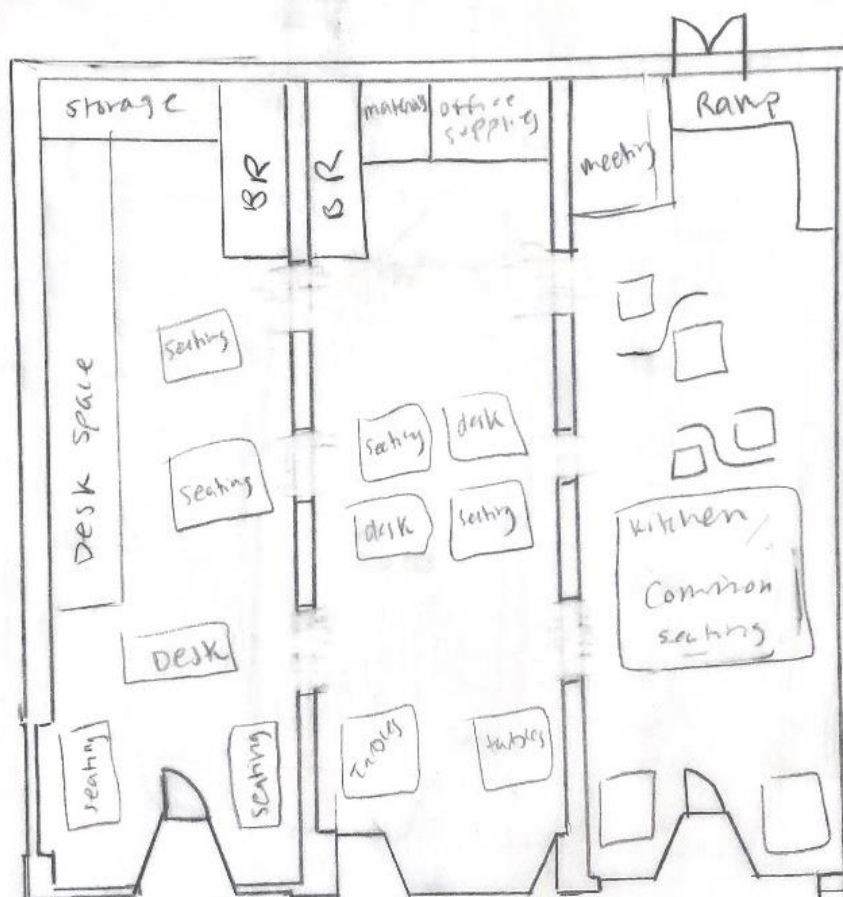 Storage
BR
BR
materials
office
supplies
meeting
Ramp
Desk Space
Seating
Seating
Seating
desk
desk
Seating
Kitchen
Common
seating
Desk
seating
seating
Tables
tables